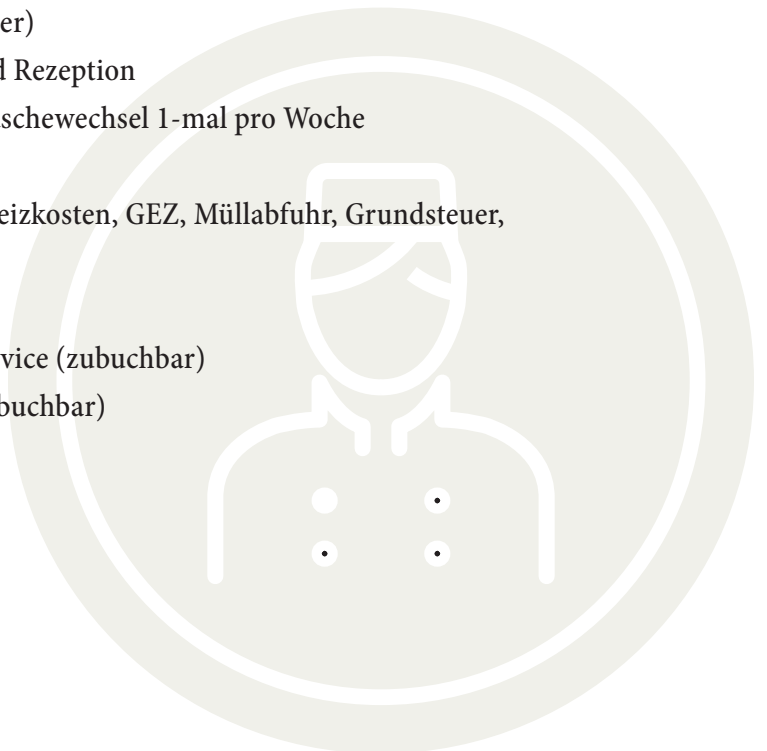 er)
d Rezeption
schewechsel 1-mal pro Woche
eizkosten, GEZ, Müllabfuhr, Grundsteuer,
vice (zubuchbar)
buchbar)